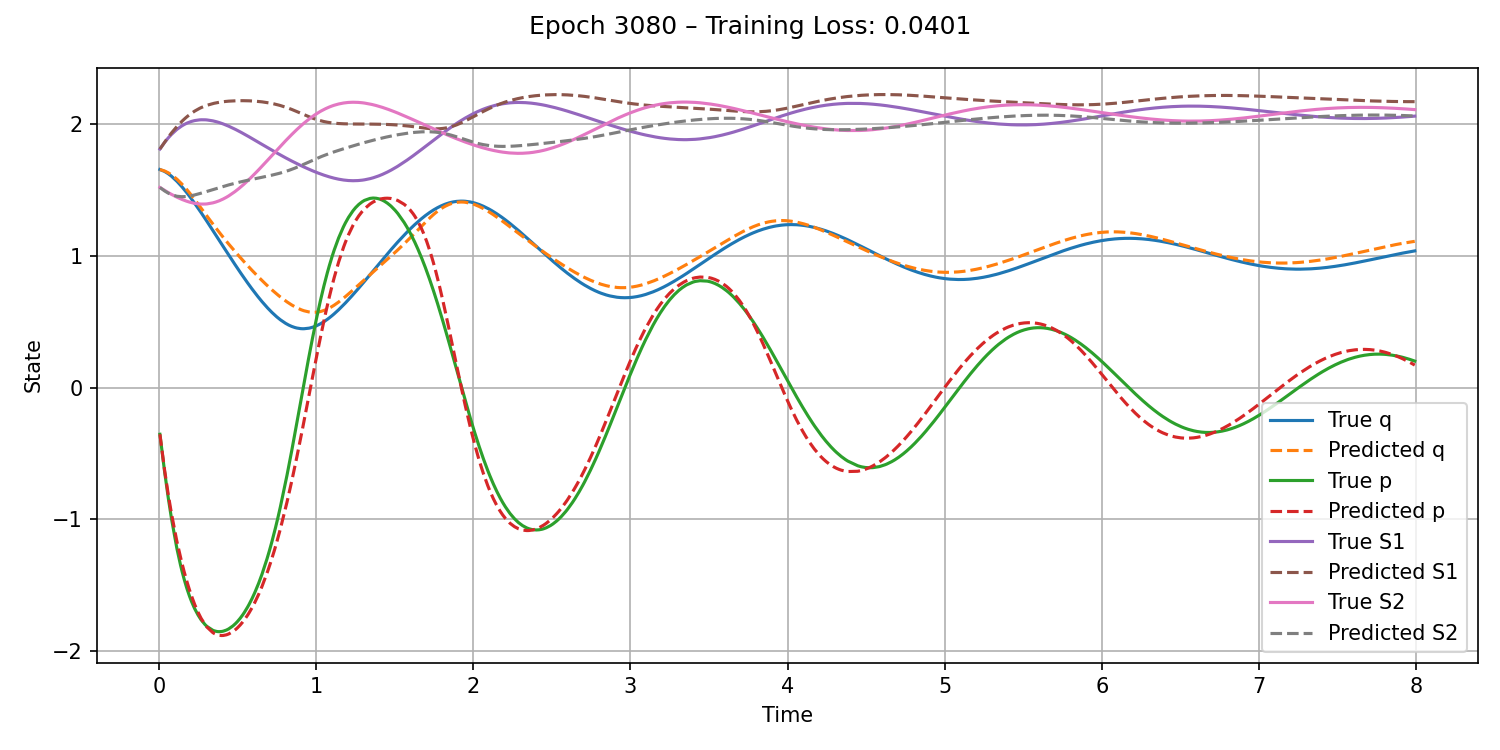 Epoch 3080 – Training Loss: 0.0401
State
2
1
0
−1
−2
True q
Predicted q
True p
Predicted p
True S1
Predicted S1
True S2
Predicted S2
0 1 2 3 4 5 6 7 8
Time